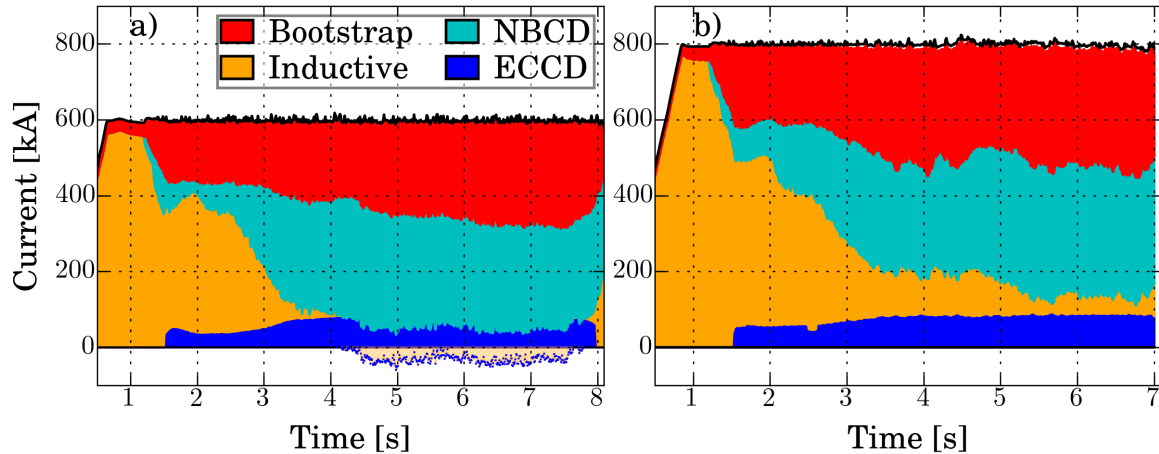 a)
Bootstrap NBCD
Inductive ECCD
b)
Current [kA]
800
600
400
200
0
1 2 3 4 5 6 7 8
Time [s]
800
600
400
200
0
1 2 3 4 5 6 7
Time [s]